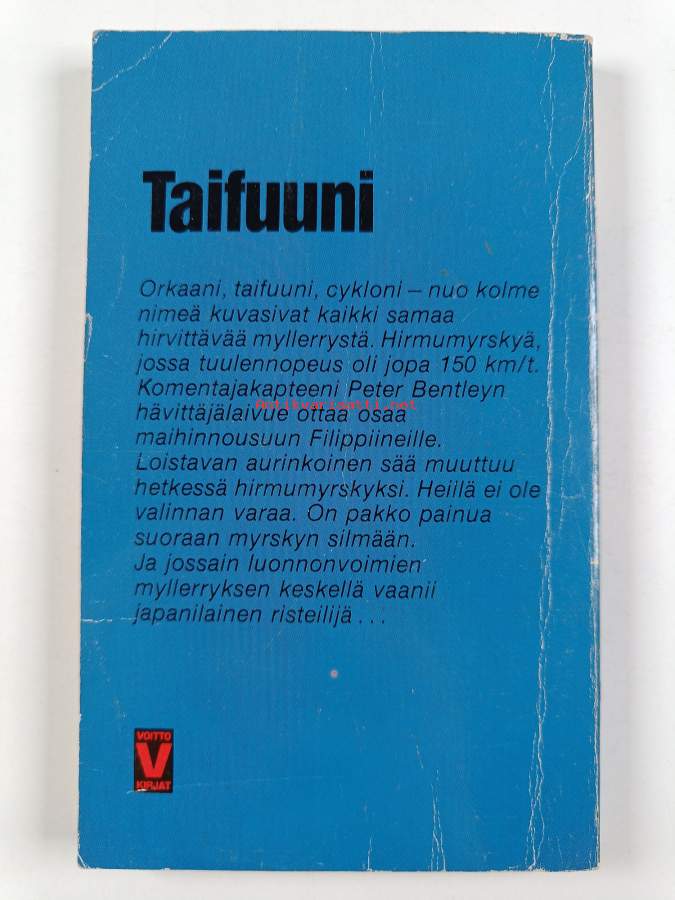 Taifuuni
Orkaani, taifuuni, cykloni – nuo kolme
nimeä kuvasivat kaikki samaa
hirvittävää myllerrystä. Hirmumyrskyä,
jossa tuulennopeus oli jopa 150 km/t.
Komentajakapteeni Peter Bentleyn
Antikvariaatti.net
hävittäjälaivue ottaa osaa
maihinnousuun Filippiineille.
Loistavan aurinkoinen sää muuttuu
hetkessä hirmumyrskyksi. Heillä ei ole
valinnan varaa. On pakko painua
suoraan myrskyn silmään.
Ja jossain luonnonvoimien
myllerryksen keskellä vaanii
japanilainen risteilijä . . .
VOITTO
V
KIRJAT